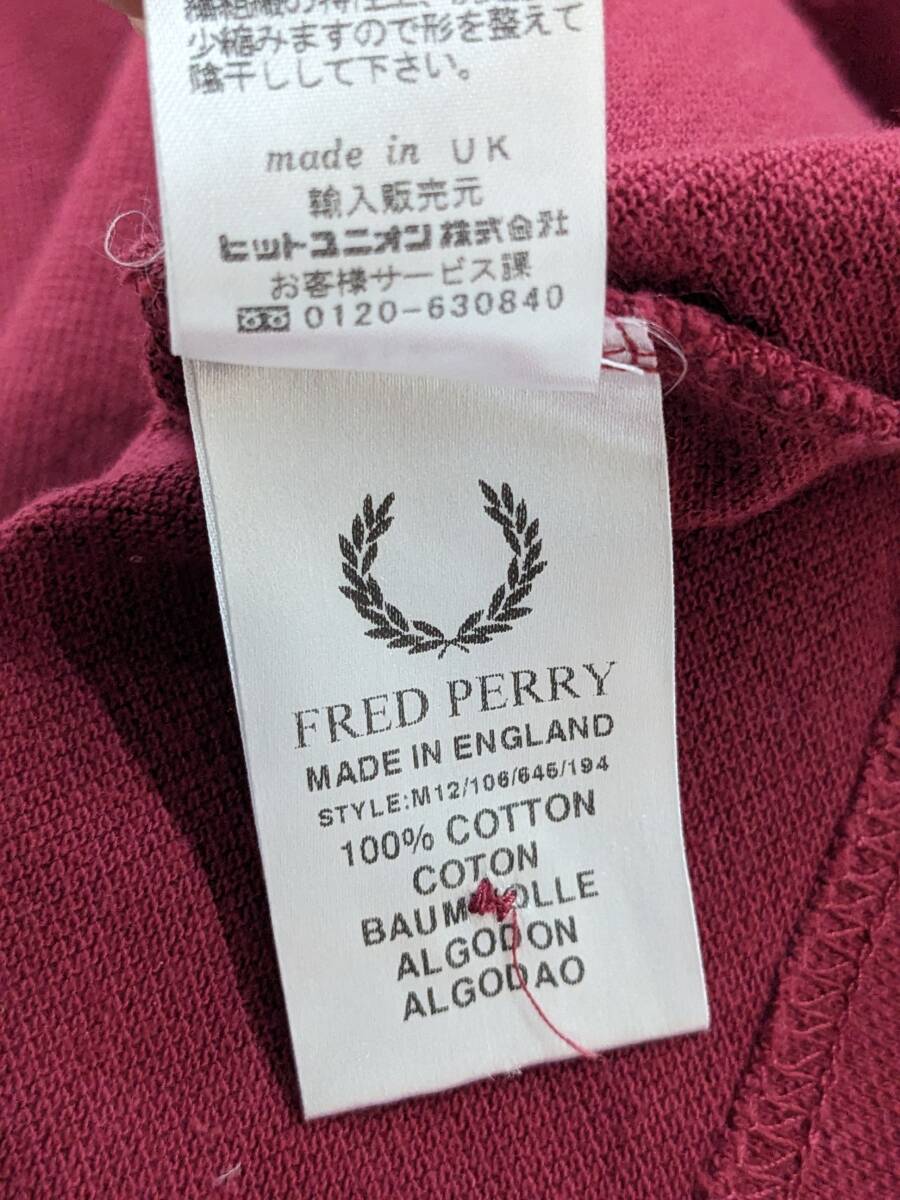 少縮みますので形を整えて
陰干しして下さい。
made in UK
輸入販売元
ヒットユニオン株式会社
お客様サービス課
0120-630840
FRED PERRY
MADE IN ENGLAND
STYLE:M12/106/645/194
100% COTTON
COTON
BAUMWOLLE
ALGODON
ALGODAO